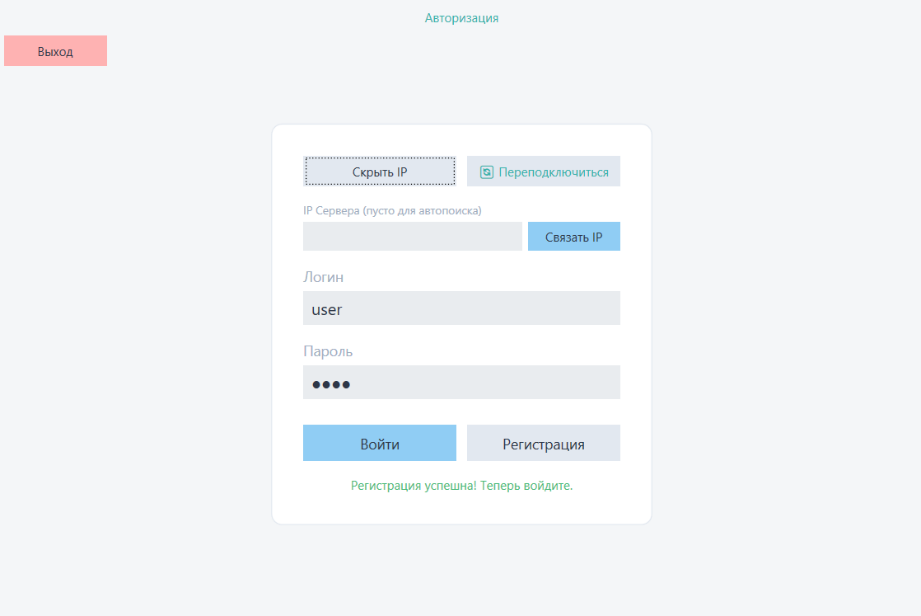 Авторизация
Выход
Скрыть IP
Переподключиться
IP Сервера (пусто для автопоиска)
Связать IP
Логин
user
Пароль
●●●●
Войти
Регистрация
Регистрация успешна! Теперь войдите.